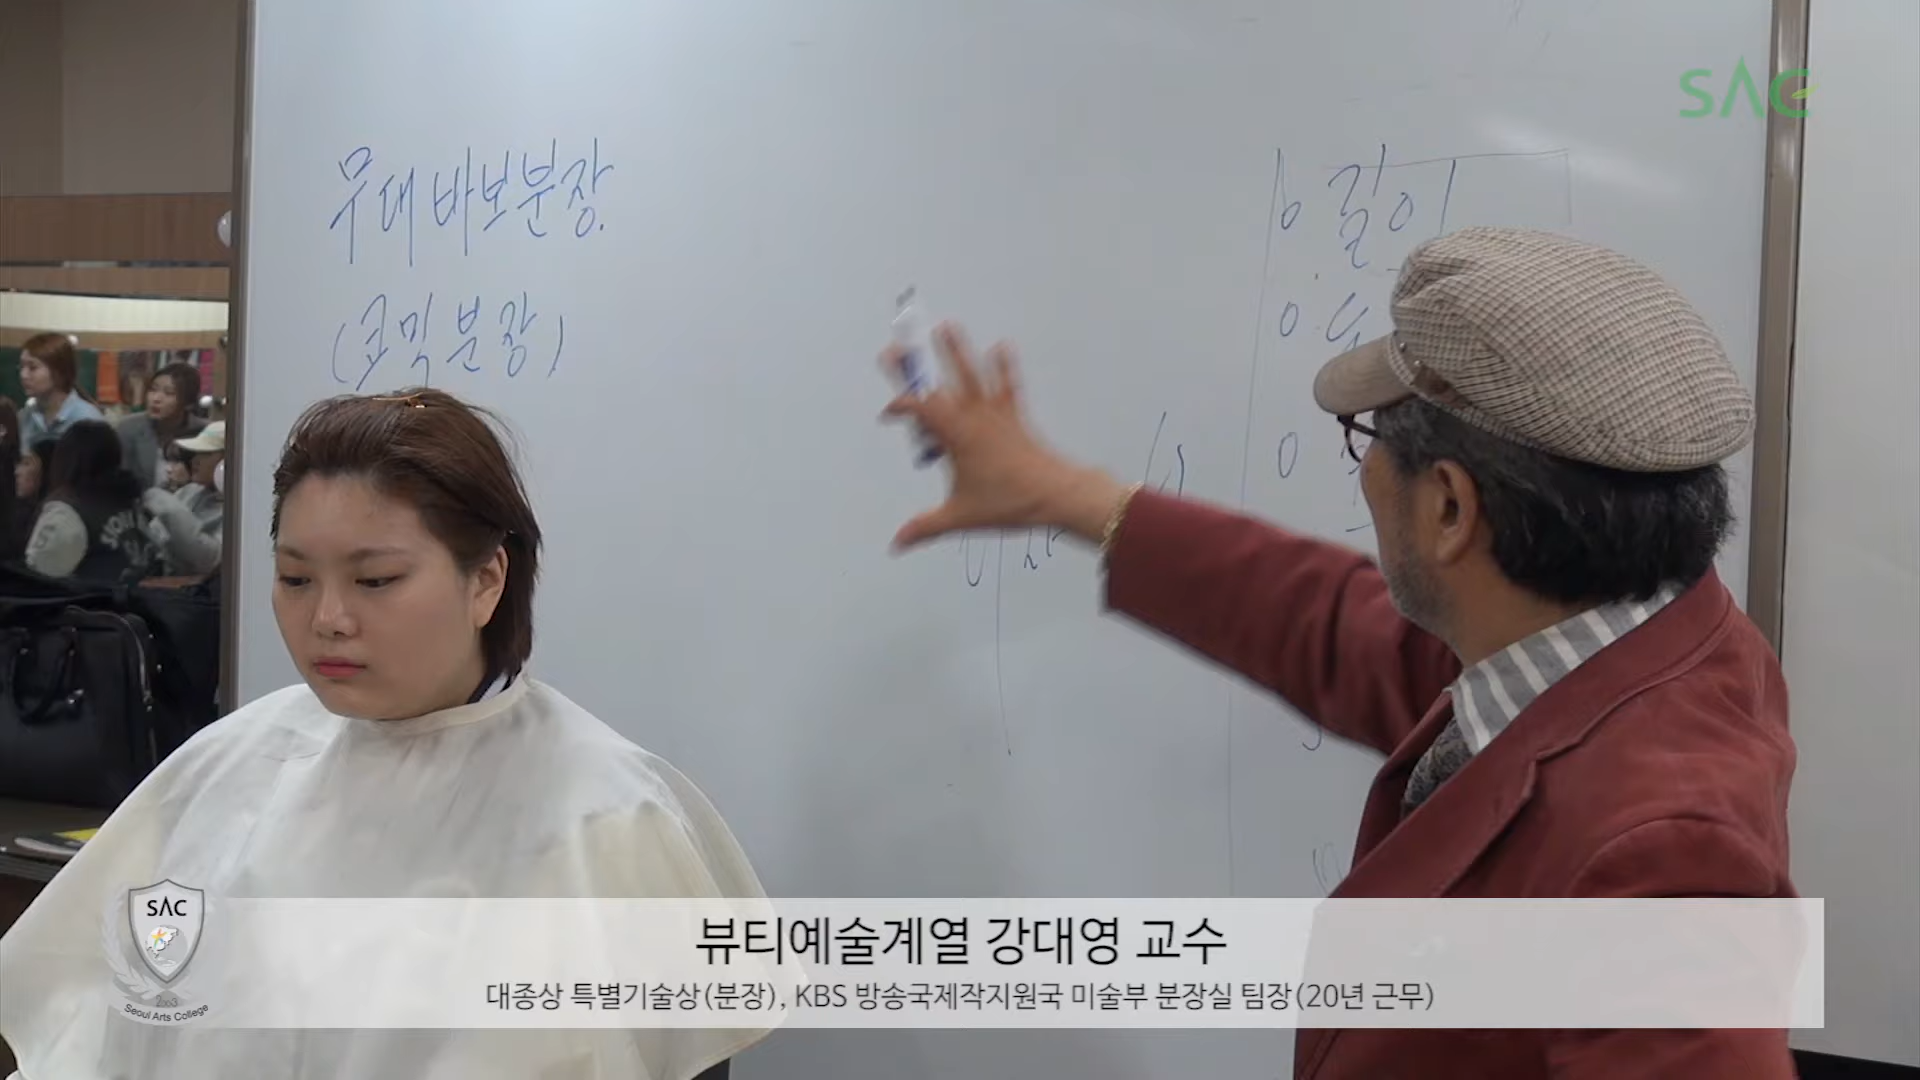 SAC
무대 바보분장.
(코믹 분장)
길이
SAC
2003
Seoul Arts College
뷰티예술계열 강대영 교수
대종상 특별기술상(분장), KBS 방송국제작지원국 미술부 분장실 팀장(20년 근무)